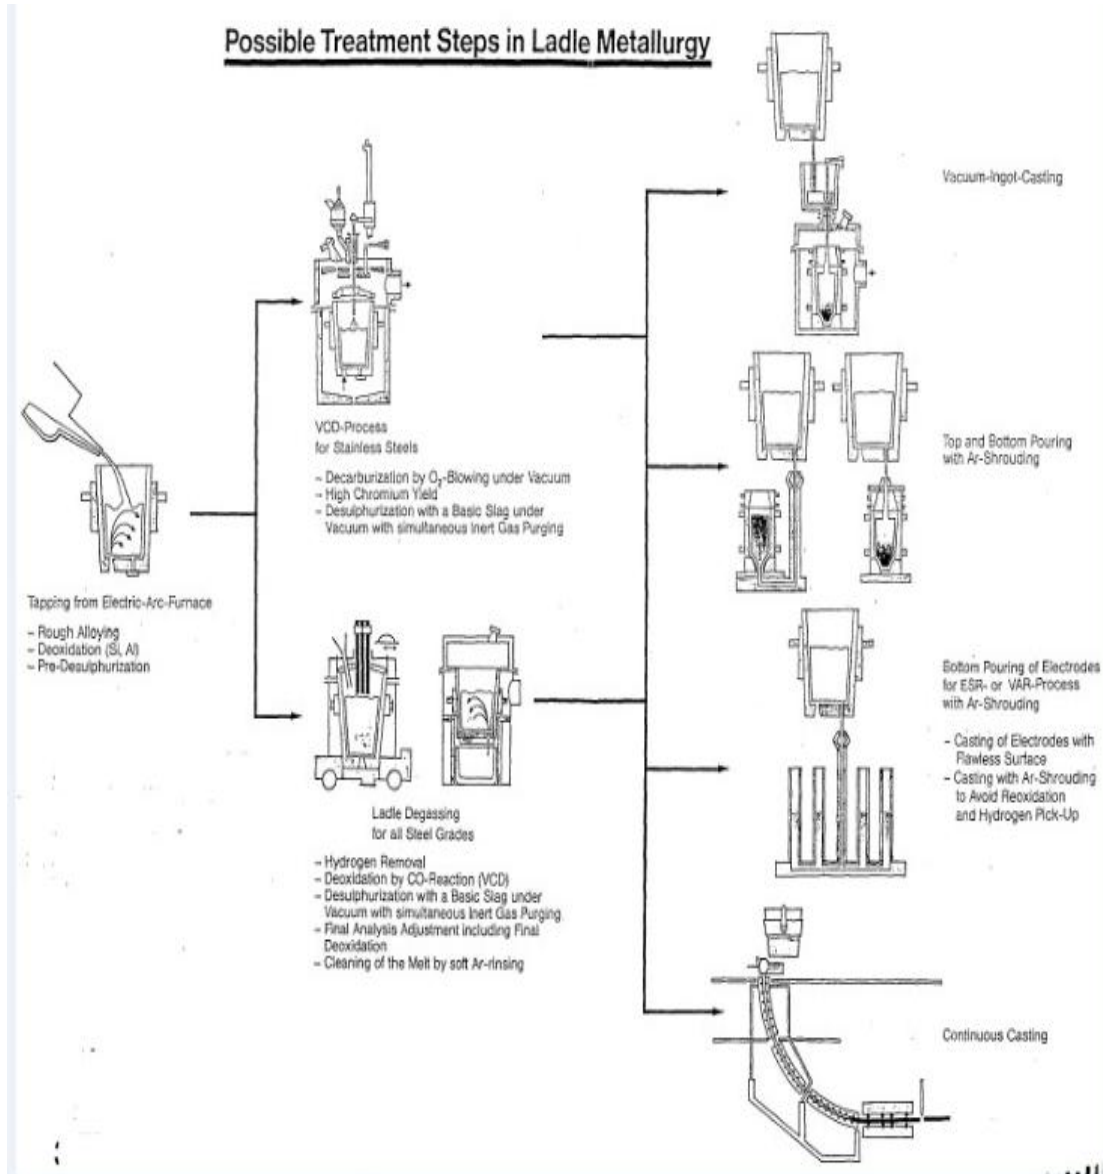 Possible Treatment Steps in Ladle Metallurgy
Vacuum-Ingot-Casting
VCD-Process
for Stainless Steels
– Decarburization by O₂-Blowing under Vacuum
– High Chromium Yield
– Desulphurization with a Basic Slag under
Vacuum with simultaneous Inert Gas Purging
Top and Bottom Pouring
with Ar-Shrouding
Tapping from Electric-Arc-Furnace
– Rough Alloying
– Deoxidation (Si, Al)
– Pre-Desulphurization
Bottom Pouring of Electrodes
for ESR- or VAR-Process
with Ar-Shrouding
– Casting of Electrodes with
Flawless Surface
– Casting with Ar-Shrouding
to Avoid Reoxidation
and Hydrogen Pick-Up
Ladle Degassing
for all Steel Grades
– Hydrogen Removal
– Deoxidation by CO-Reaction (VCD)
– Desulphurization with a Basic Slag under
Vacuum with simultaneous Inert Gas Purging
– Final Analysis Adjustment including Final
Deoxidation
– Cleaning of the Melt by soft Ar-rinsing
Continuous Casting